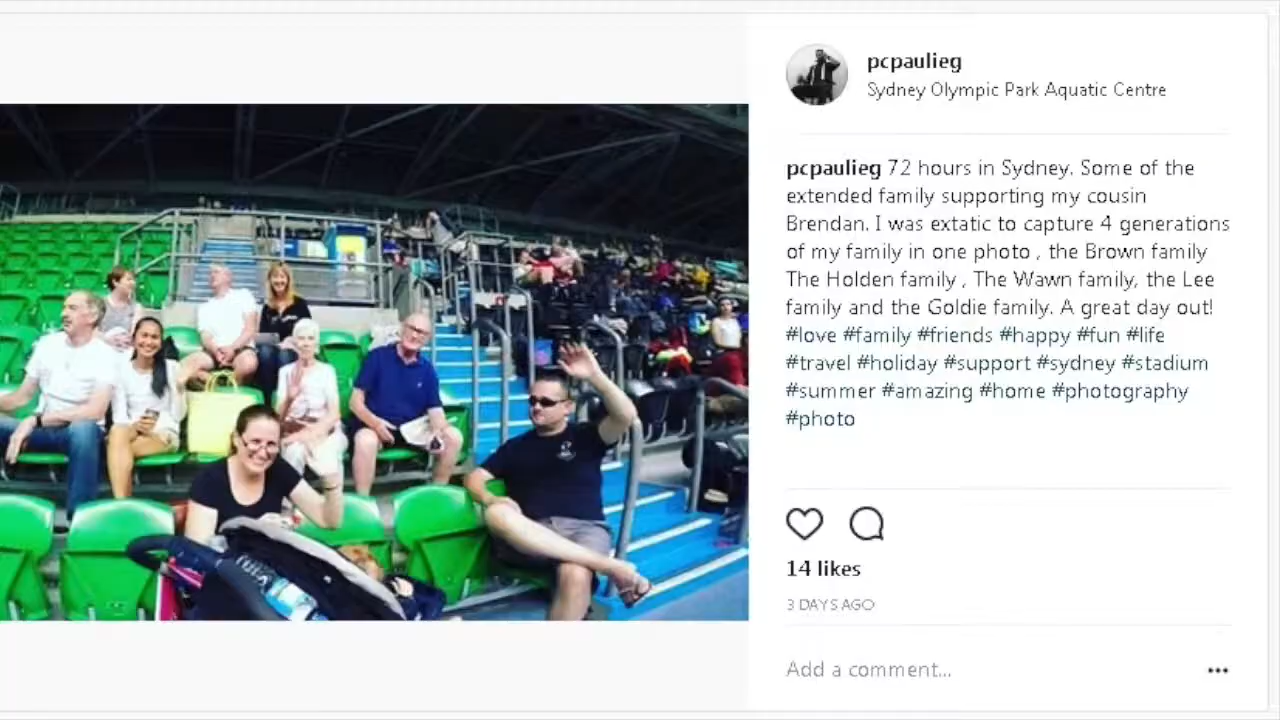 pcpaulieg
Sydney Olympic Park Aquatic Centre
pcpaulieg 72 hours in Sydney. Some of the
extended family supporting my cousin
Brendan. I was extatic to capture 4 generations
of my family in one photo , the Brown family
The Holden family , The Wawn family, the Lee
family and the Goldie family. A great day out!
#love #family #friends #happy #fun #life
#travel #holiday #support #sydney #stadium
#summer #amazing #home #photography
#photo
14 likes
3 DAYS AGO
Add a comment...